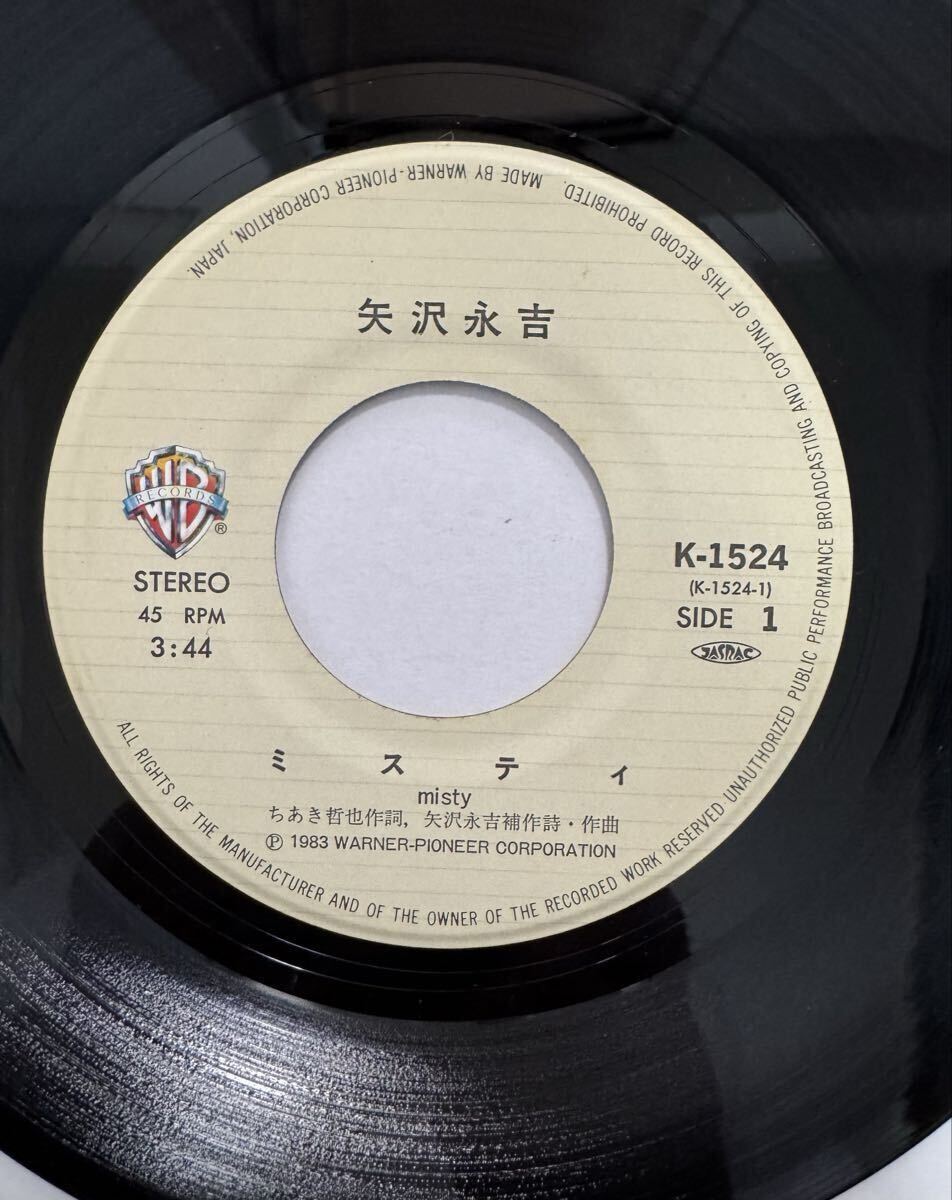 矢沢永吉
WB
RECORDS
®
STEREO
45 RPM
3:44
K-1524
(K-1524-1)
SIDE 1
JASRAC
ミスティ
misty
ちあき哲也作詞, 矢沢永吉補作詩・作曲
Ⓟ 1983 WARNER-PIONEER CORPORATION
ALL RIGHTS OF THE MANUFACTURER AND OF THE OWNER OF THE RECORDED WORK RESERVED. UNAUTHORIZED PUBLIC PERFORMANCE BROADCASTING AND COPYING OF THIS RECORD PROHIBITED. MADE BY WARNER-PIONEER CORPORATION, JAPAN.